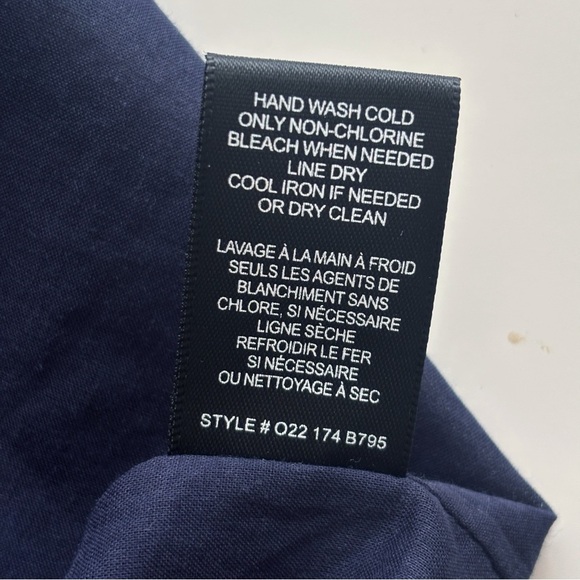 HAND WASH COLD
ONLY NON-CHLORINE
BLEACH WHEN NEEDED
LINE DRY
COOL IRON IF NEEDED
OR DRY CLEAN
LAVAGE À LA MAIN À FROID
SEULS LES AGENTS DE
BLANCHIMENT SANS
CHLORE, SI NÉCESSAIRE
LIGNE SÈCHE
REFROIDIR LE FER
SI NÉCESSAIRE
OU NETTOYAGE À SEC
STYLE # O22 174 B795